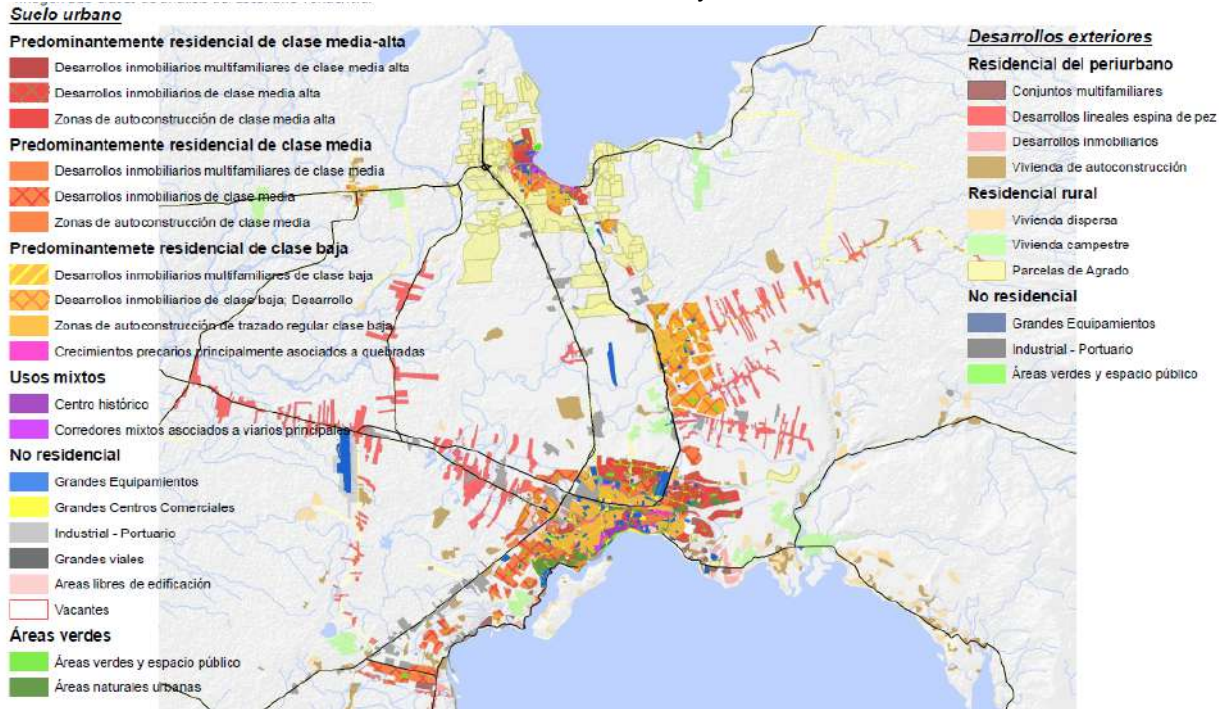 Suelo urbano
Predominantemente residencial de clase media-alta
Desarrollos inmobiliarios multifamiliares de clase media alta
Desarrollos inmobiliarios de clase media alta
Zonas de autoconstrucción de clase media alta
Predominantemente residencial de clase media
Desarrollos inmobiliarios multifamiliares de clase media
Desarrollos inmobiliarios de clase media
Zonas de autoconstrucción de clase media
Predominantemete residencial de clase baja
Desarrollos inmobiliarios multifamiliares de clase baja
Desarrollos inmobiliarios de clase baja; Desarrollo
Zonas de autoconstrucción de trazado regular clase baja
Crecimientos precarios principalmente asociados a quebradas
Usos mixtos
Centro histórico
Corredores mixtos asociados a viarios principales
No residencial
Grandes Equipamientos
Grandes Centros Comerciales
Industrial - Portuario
Grandes viales
Areas libres de edificación
Vacantes
Áreas verdes
Áreas verdes y espacio público
Áreas naturales urbanas
Desarrollos exteriores
Residencial del periurbano
Conjuntos multifamiliares
Desarrollos lineales espina de pez
Desarrollos inmobiliarios
Vivienda de autoconstrucción
Residencial rural
Vivienda dispersa
Vivienda campestre
Parcelas de Agrado
No residencial
Grandes Equipamientos
Industrial - Portuario
Áreas verdes y espacio público